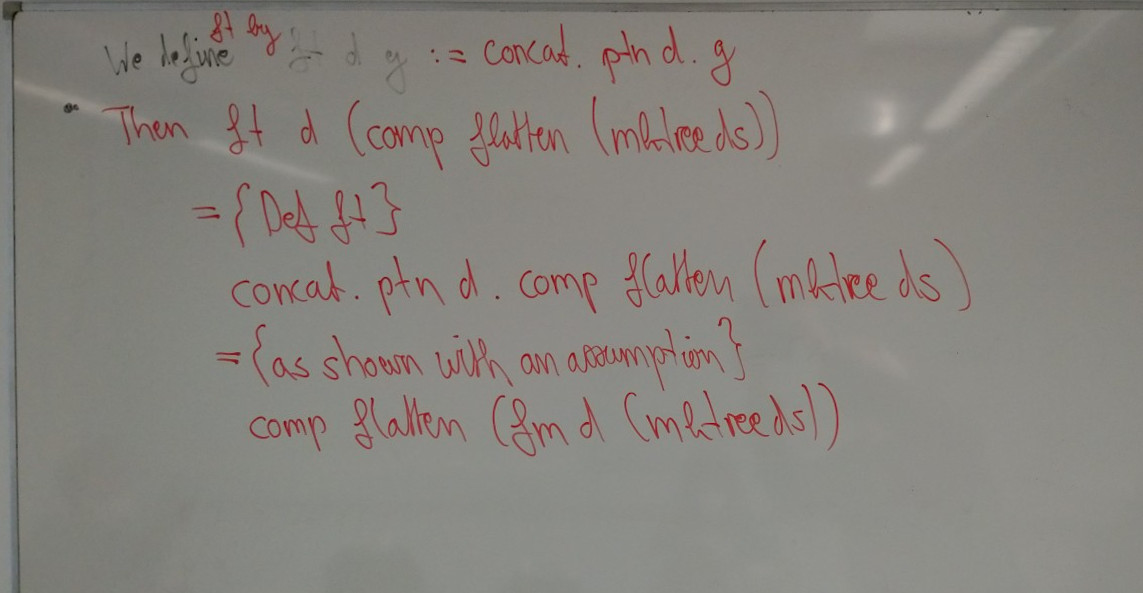 We define ft by ft d g := concat. ptn d. g
Then ft d (comp flatten (mktree ds))
= {Def ft}
concat. ptn d. comp flatten (mktree ds)
= {as shown with an assumption}
comp flatten (fm d (mktree ds))